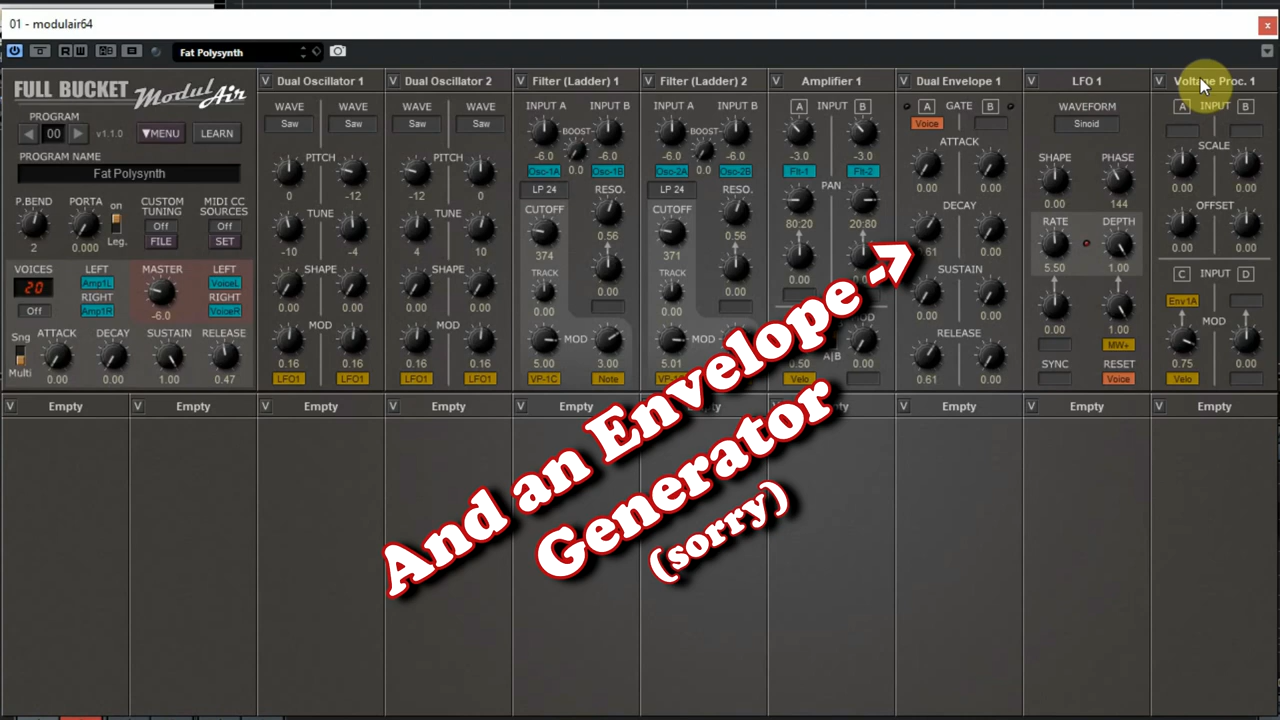 01 - modulair64
Fat Polysynth
FULL BUCKET ModulAir
PROGRAM
00 v1.1.0 ▼MENU LEARN
PROGRAM NAME
Fat Polysynth
P.BEND PORTA on CUSTOM TUNING MIDI CC SOURCES
Off Off
Leg. FILE SET
2 0.000
VOICES LEFT MASTER LEFT
20 Amp1L VoiceL
RIGHT RIGHT
Off Amp1R -6.0 VoiceR
Sng ATTACK DECAY SUSTAIN RELEASE
Multi 0.00 0.00 1.00 0.47
Dual Oscillator 1
WAVE WAVE
Saw Saw
PITCH
0 -12
TUNE
-10 -4
SHAPE
0.00 0.00
MOD
0.16 0.16
LFO1 LFO1
Dual Oscillator 2
WAVE WAVE
Saw Saw
PITCH
-12 0
TUNE
4 10
SHAPE
0.00 0.00
MOD
0.16 0.16
LFO1 LFO1
Filter (Ladder) 1
INPUT A INPUT B
BOOST
-6.0 -6.0
Osc-1A 0.0 Osc-1B
LP 24 RESO.
CUTOFF
0.56
374
TRACK
0.00 0.00
MOD
5.00 3.00
VP-1C Note
Filter (Ladder) 2
INPUT A INPUT B
BOOST
-6.0 -6.0
Osc-2A 0.0 Osc-2B
LP 24 RESO.
CUTOFF
0.56
371
TRACK
0.00 0.00
MOD
5.01 2.00
VP-1C
Amplifier 1
A INPUT B
-3.0 -3.0
Flt-1 Flt-2
PAN
80:20 20:80
0.00
MOD
A|B
0.50 0.00
Velo
Dual Envelope 1
A GATE B
Voice
ATTACK
0.00 0.00
DECAY
61 0.00
SUSTAIN
0.00 0.00
RELEASE
0.61 0.00
LFO 1
WAVEFORM
Sinoid
SHAPE PHASE
0.00 144
RATE DEPTH
5.50 1.00
0.00 1.00
MW+
SYNC RESET
Voice
Voltage Proc. 1
A INPUT B
SCALE
0.00 0.00
OFFSET
0.00 0.00
C INPUT D
Env1A
MOD
0.75 0.00
Velo
Empty Empty Empty Empty Empty Empty Empty Empty Empty
And an Envelope ->
Generator
(sorry)